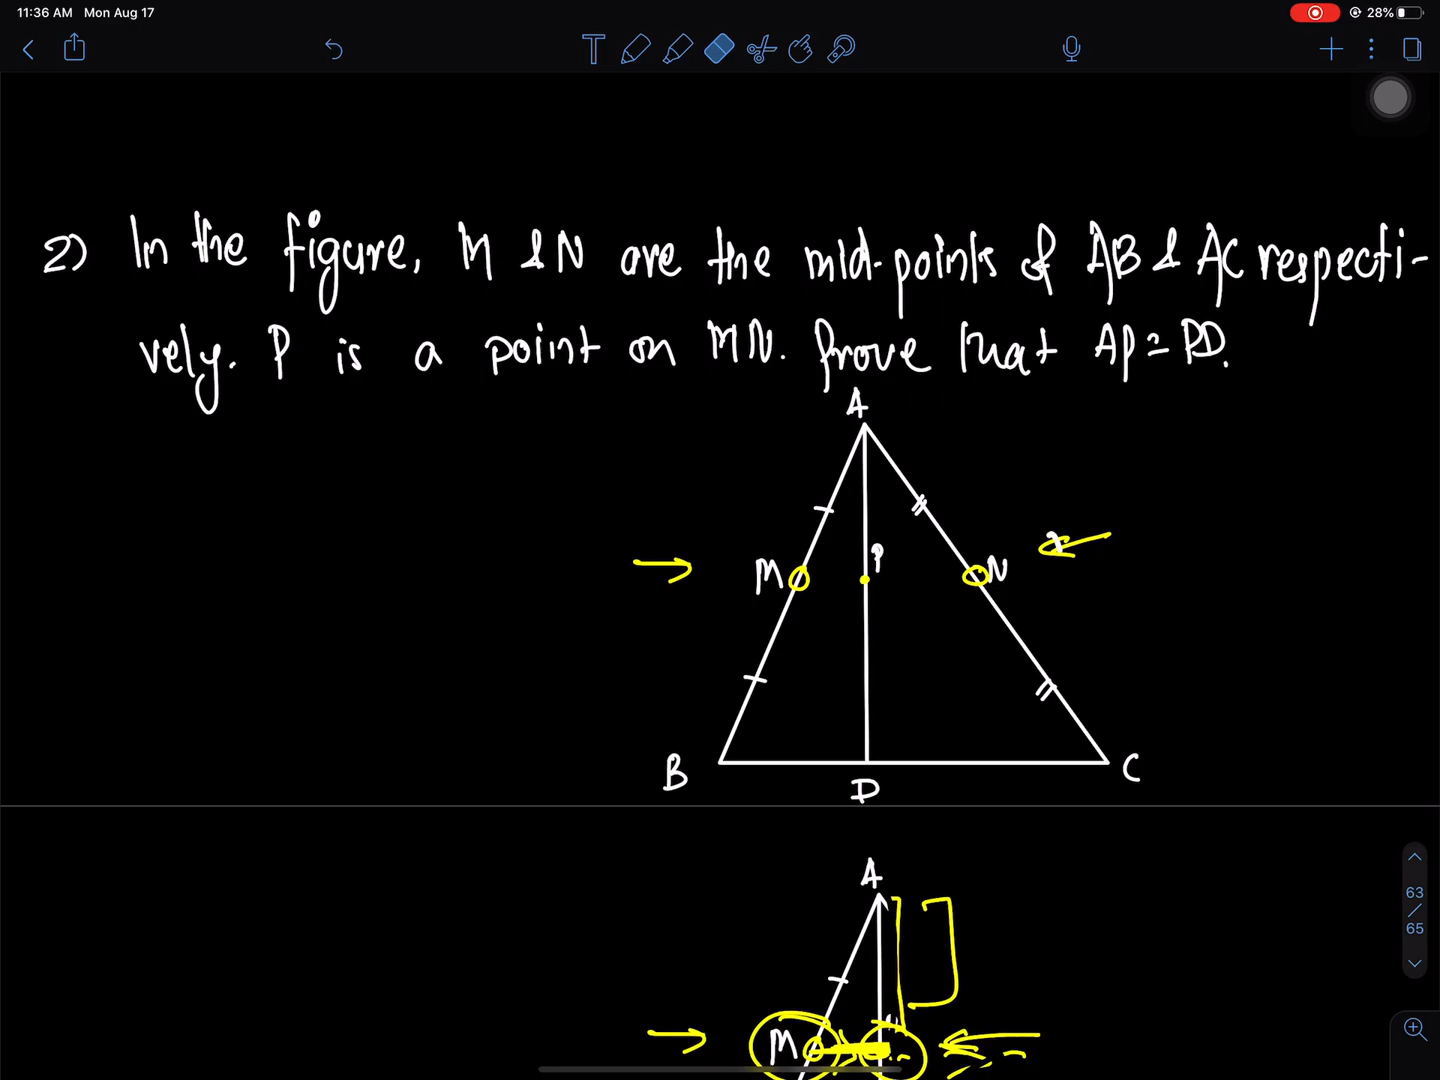 11:36 AM Mon Aug 17
28%
2) In the figure, M & N are the mid-points of AB & AC respecti-
vely. P is a point on MN. Prove that AP = PD.
A
M P N
B D C
63
/
65
A
M